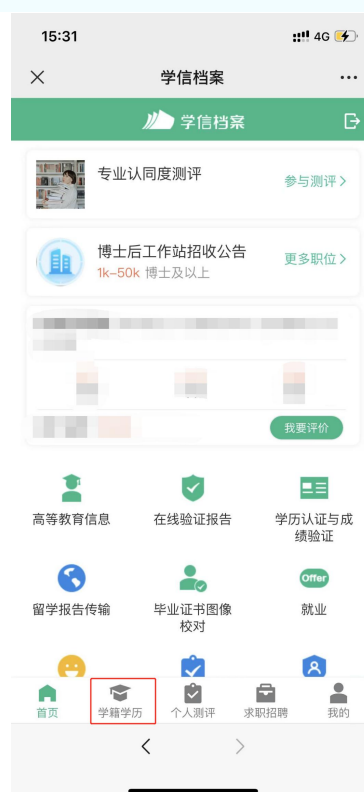 15:31
4G
学信档案
学信档案
专业认同度测评
参与测评
博士后工作站招收公告
1k–50k 博士及以上
更多职位
我要评价
高等教育信息
在线验证报告
学历认证与成
绩验证
Offer
留学报告传输
毕业证书图像
校对
就业
首页
学籍学历
个人测评
求职招聘
我的